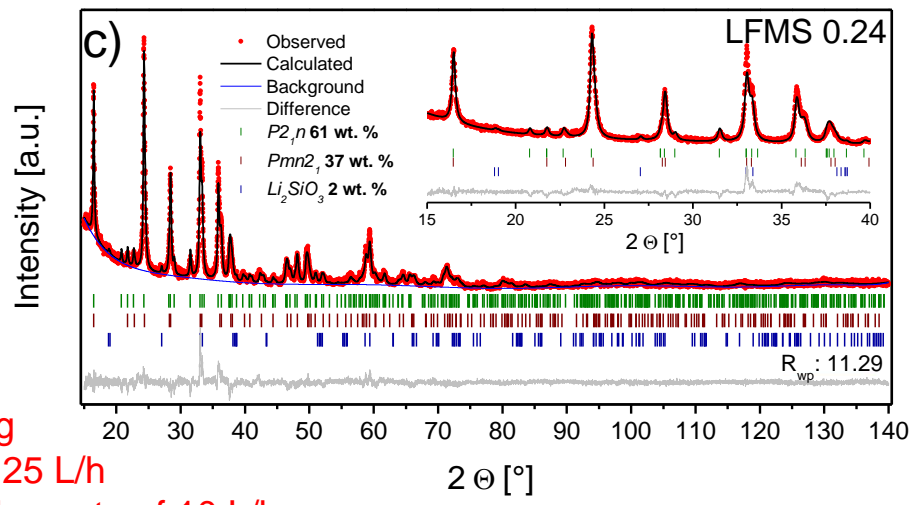 c)
LFMS 0.24
Observed
Calculated
Background
Difference
P2₁n 61 wt. %
Pmn2₁ 37 wt. %
Li₂SiO₃ 2 wt. %
15 20 25 30 35 40
2 Θ [°]
Intensity [a.u.]
R_wp: 11.29
20 30 40 50 60 70 80 90 100 110 120 130 140
2 Θ [°]
g
25 L/h